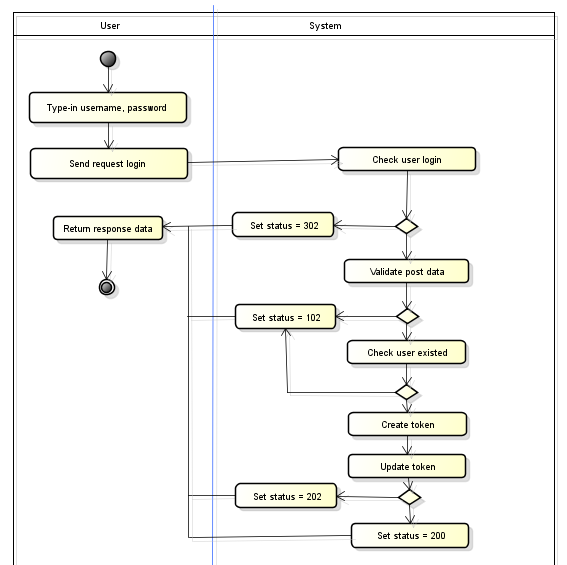 User
System
Type-in username, password
Send request login
Check user login
Return response data
Set status = 302
Validate post data
Set status = 102
Check user existed
Create token
Update token
Set status = 202
Set status = 200